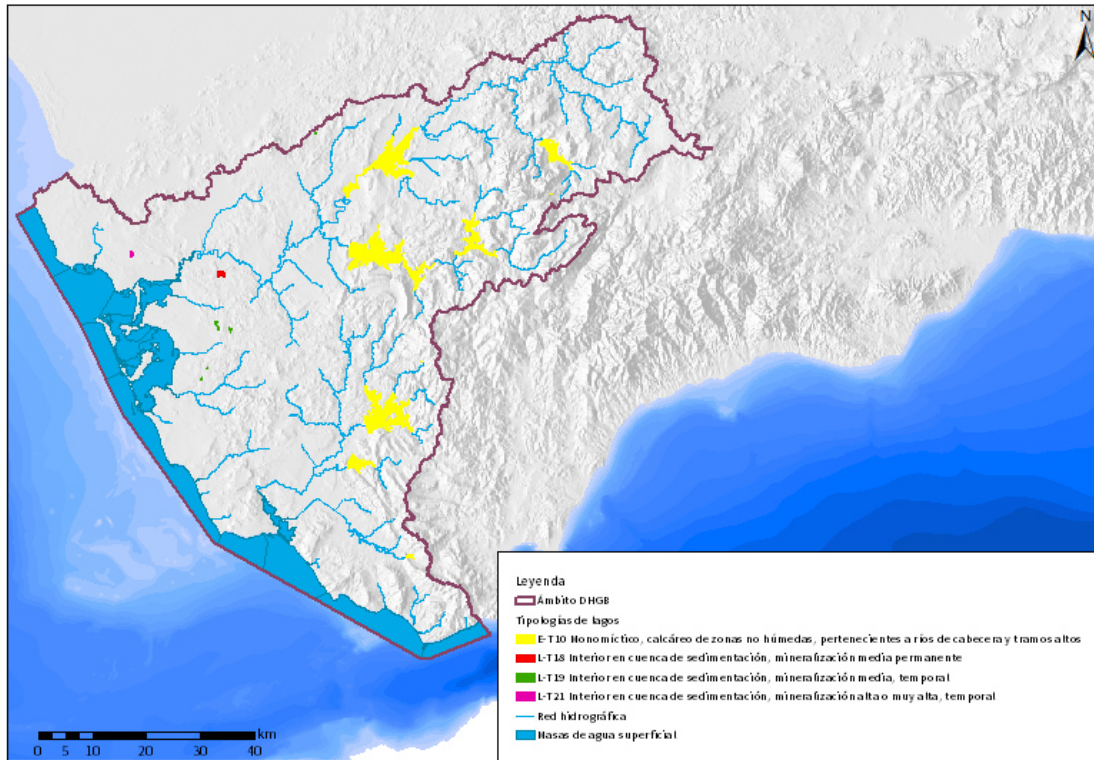 N
Leyenda
Ámbito DHGB
Tipologías de lagos
E-T10 Monomíctico, calcáreo de zonas no húmedas, pertenecientes a ríos de cabecera y tramos altos
L-T18 Interior en cuenca de sedimentación, mineralización media permanente
L-T19 Interior en cuenca de sedimentación, mineralización media, temporal
L-T21 Interior en cuenca de sedimentación, mineralización alta o muy alta, temporal
Red hidrográfica
Masas de agua superficial
km
0 5 10 20 30 40